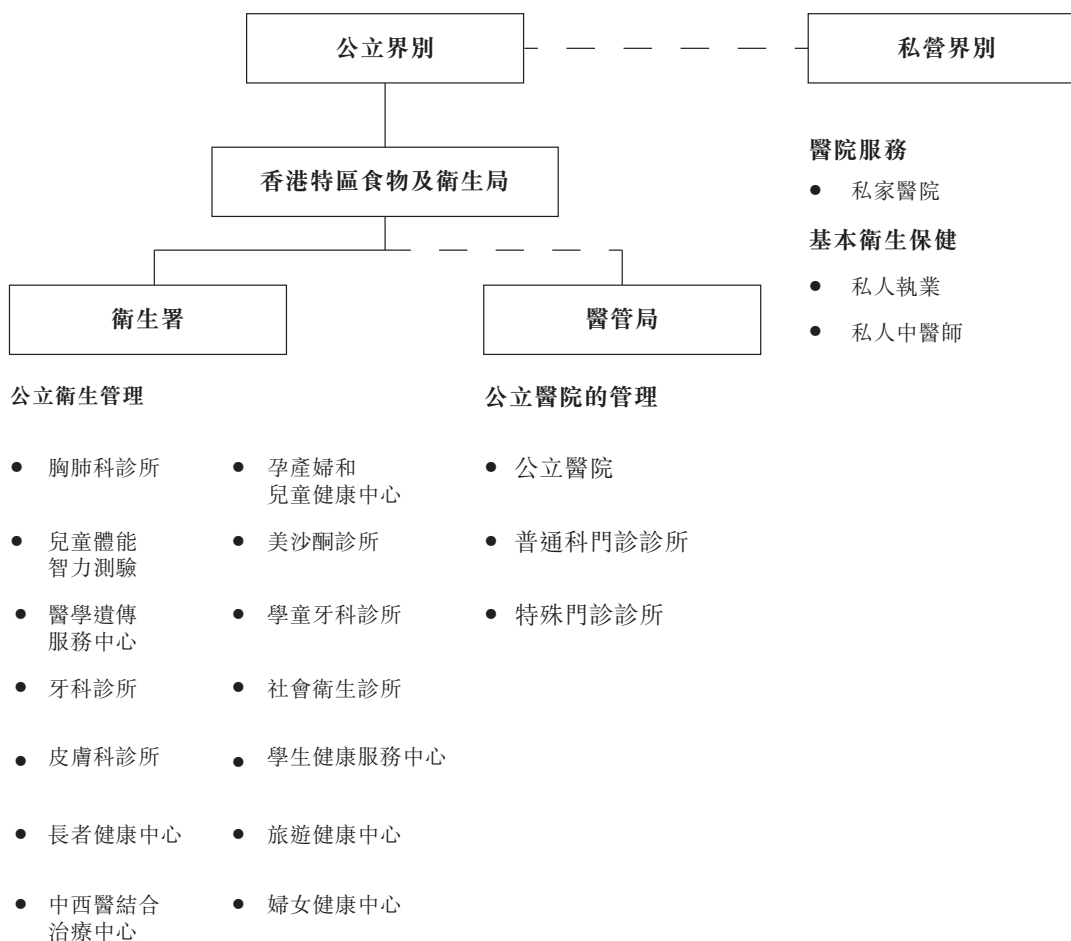 公立界別
私營界別
香港特區食物及衛生局
衛生署
醫管局
醫院服務
● 私家醫院
基本衛生保健
● 私人執業
● 私人中醫師
公立衛生管理
● 胸肺科診所
● 兒童體能
智力測驗
● 醫學遺傳
服務中心
● 牙科診所
● 皮膚科診所
● 長者健康中心
● 中西醫結合
治療中心
● 孕產婦和
兒童健康中心
● 美沙酮診所
● 學童牙科診所
● 社會衛生診所
● 學生健康服務中心
● 旅遊健康中心
● 婦女健康中心
公立醫院的管理
● 公立醫院
● 普通科門診診所
● 特殊門診診所